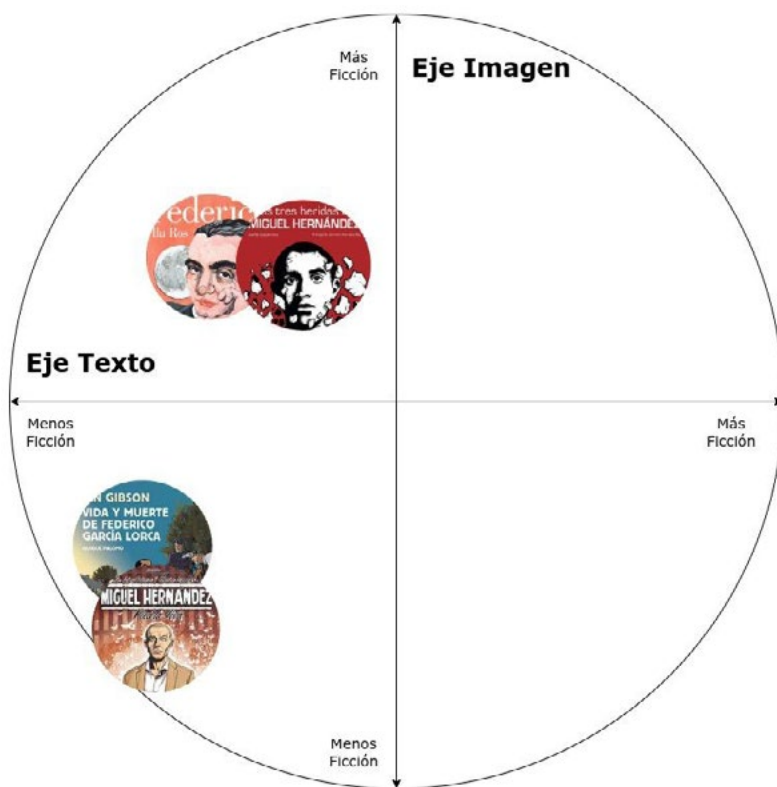 Más
Ficción
Eje Imagen
federic
lla Ros
s tres heridas
MIGUEL HERNÁNDEZ
Eje Texto
Menos
Ficción
Más
Ficción
N GIBSON
VIDA Y MUERTE
DE FEDERICO
GARCÍA LORCA
MIGUEL HERNÁNDEZ
Menos
Ficción